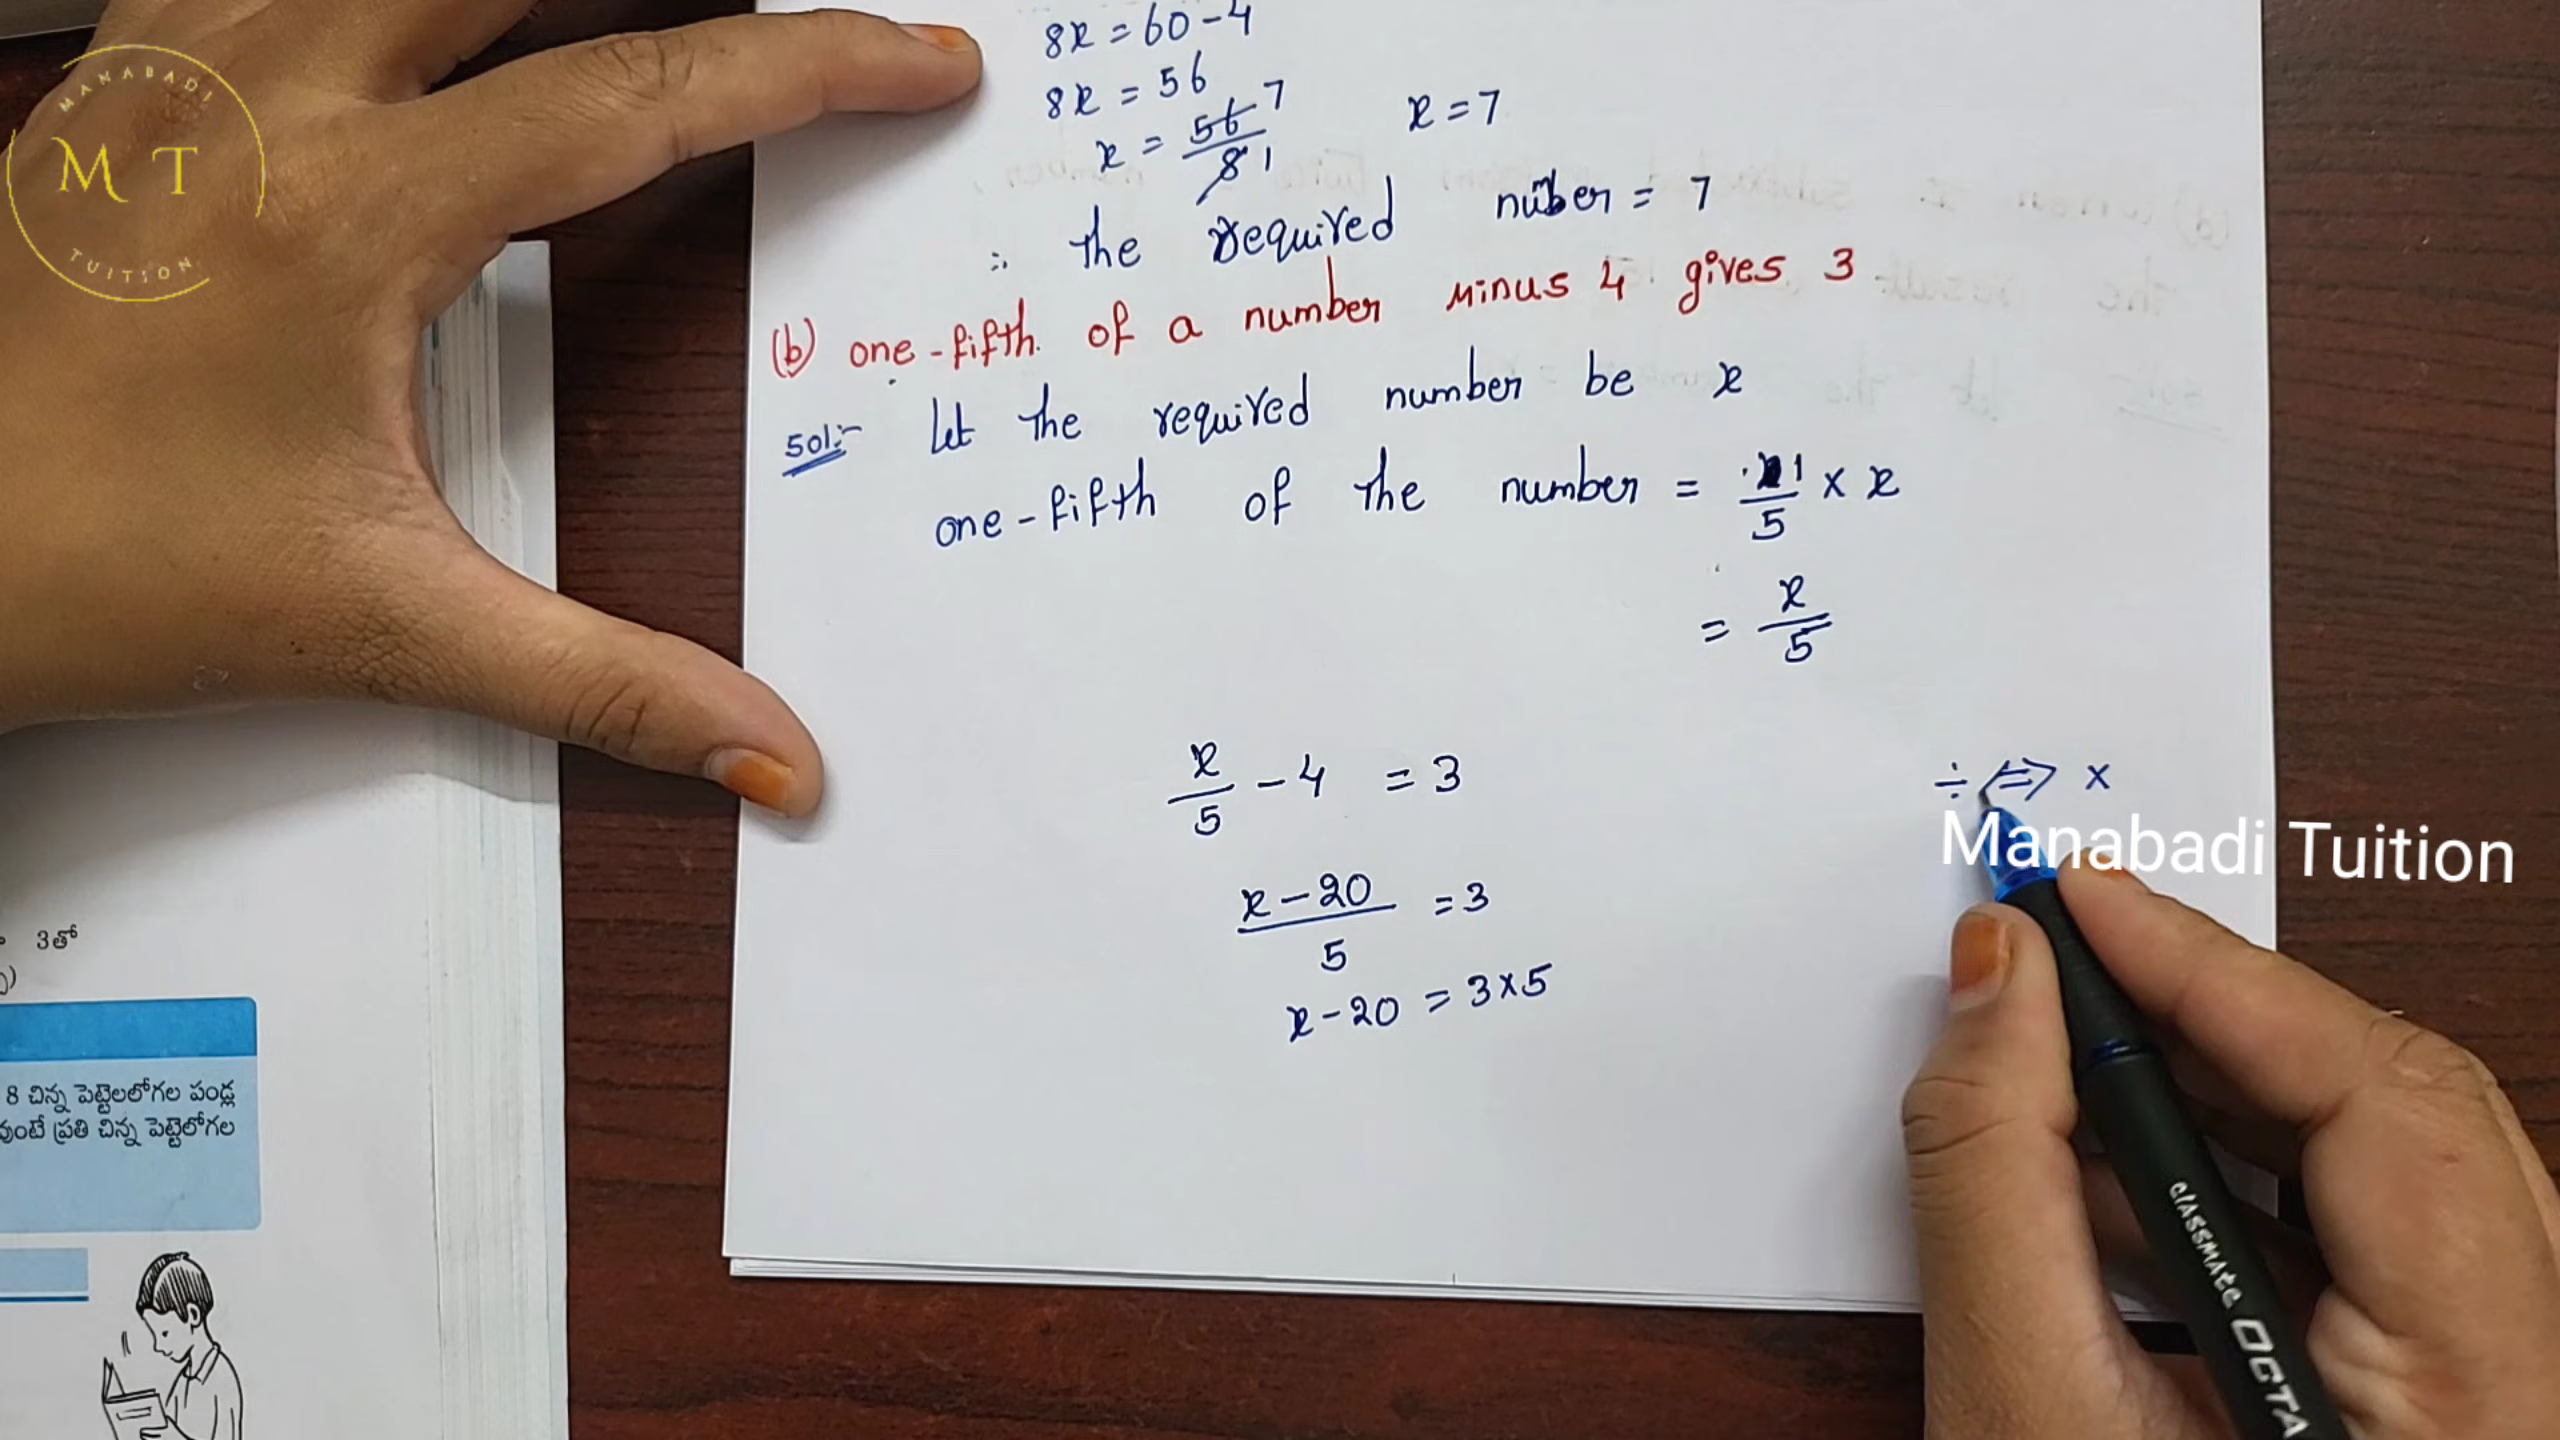 MANABADI
M T
TUITION
8x = 60 - 4
8x = 56
x = 56/8 7 1
x = 7
∴ the required number = 7
(b) one-fifth of a number minus 4 gives 3
Sol:- Let the required number be x
one-fifth of the number = 1/5 × x
= x/5
x/5 - 4 = 3
÷ ⇔ ×
x - 20/5 = 3
x - 20 = 3×5
Manabadi Tuition
3తో
8 చిన్న పెట్టెలలోగల పండ్ల
వుంటే ప్రతి చిన్న పెట్టెలోగల
classmate OCTA